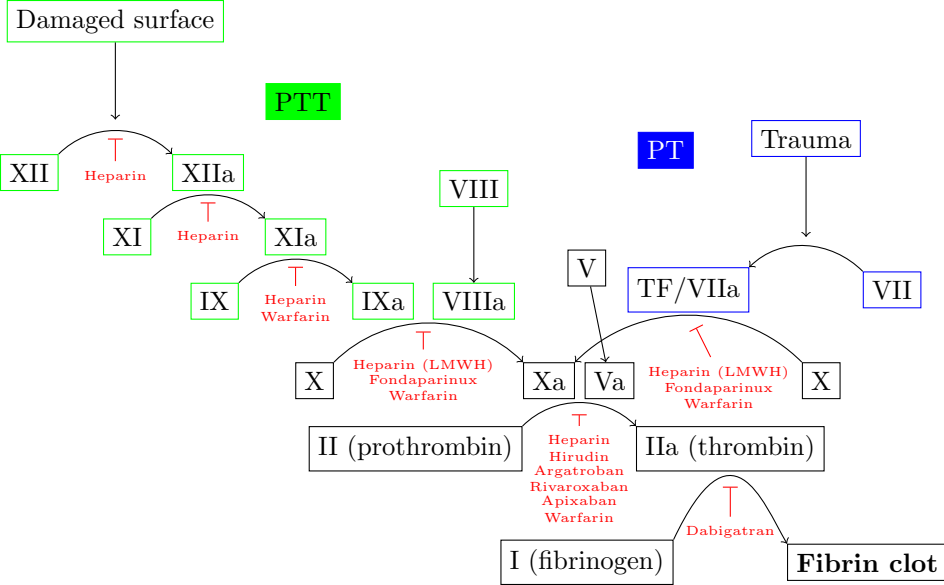 Damaged surface
PTT
PT
Trauma
XII
Heparin
XIIa
VIII
XI
Heparin
XIa
V
TF/VIIa
VII
IX
Heparin
Warfarin
IXa
VIIIa
X
Heparin (LMWH)
Fondaparinux
Warfarin
Xa
Va
Heparin (LMWH)
Fondaparinux
Warfarin
X
II (prothrombin)
Heparin
Hirudin
Argatroban
Rivaroxaban
Apixaban
Warfarin
IIa (thrombin)
I (fibrinogen)
Dabigatran
Fibrin clot